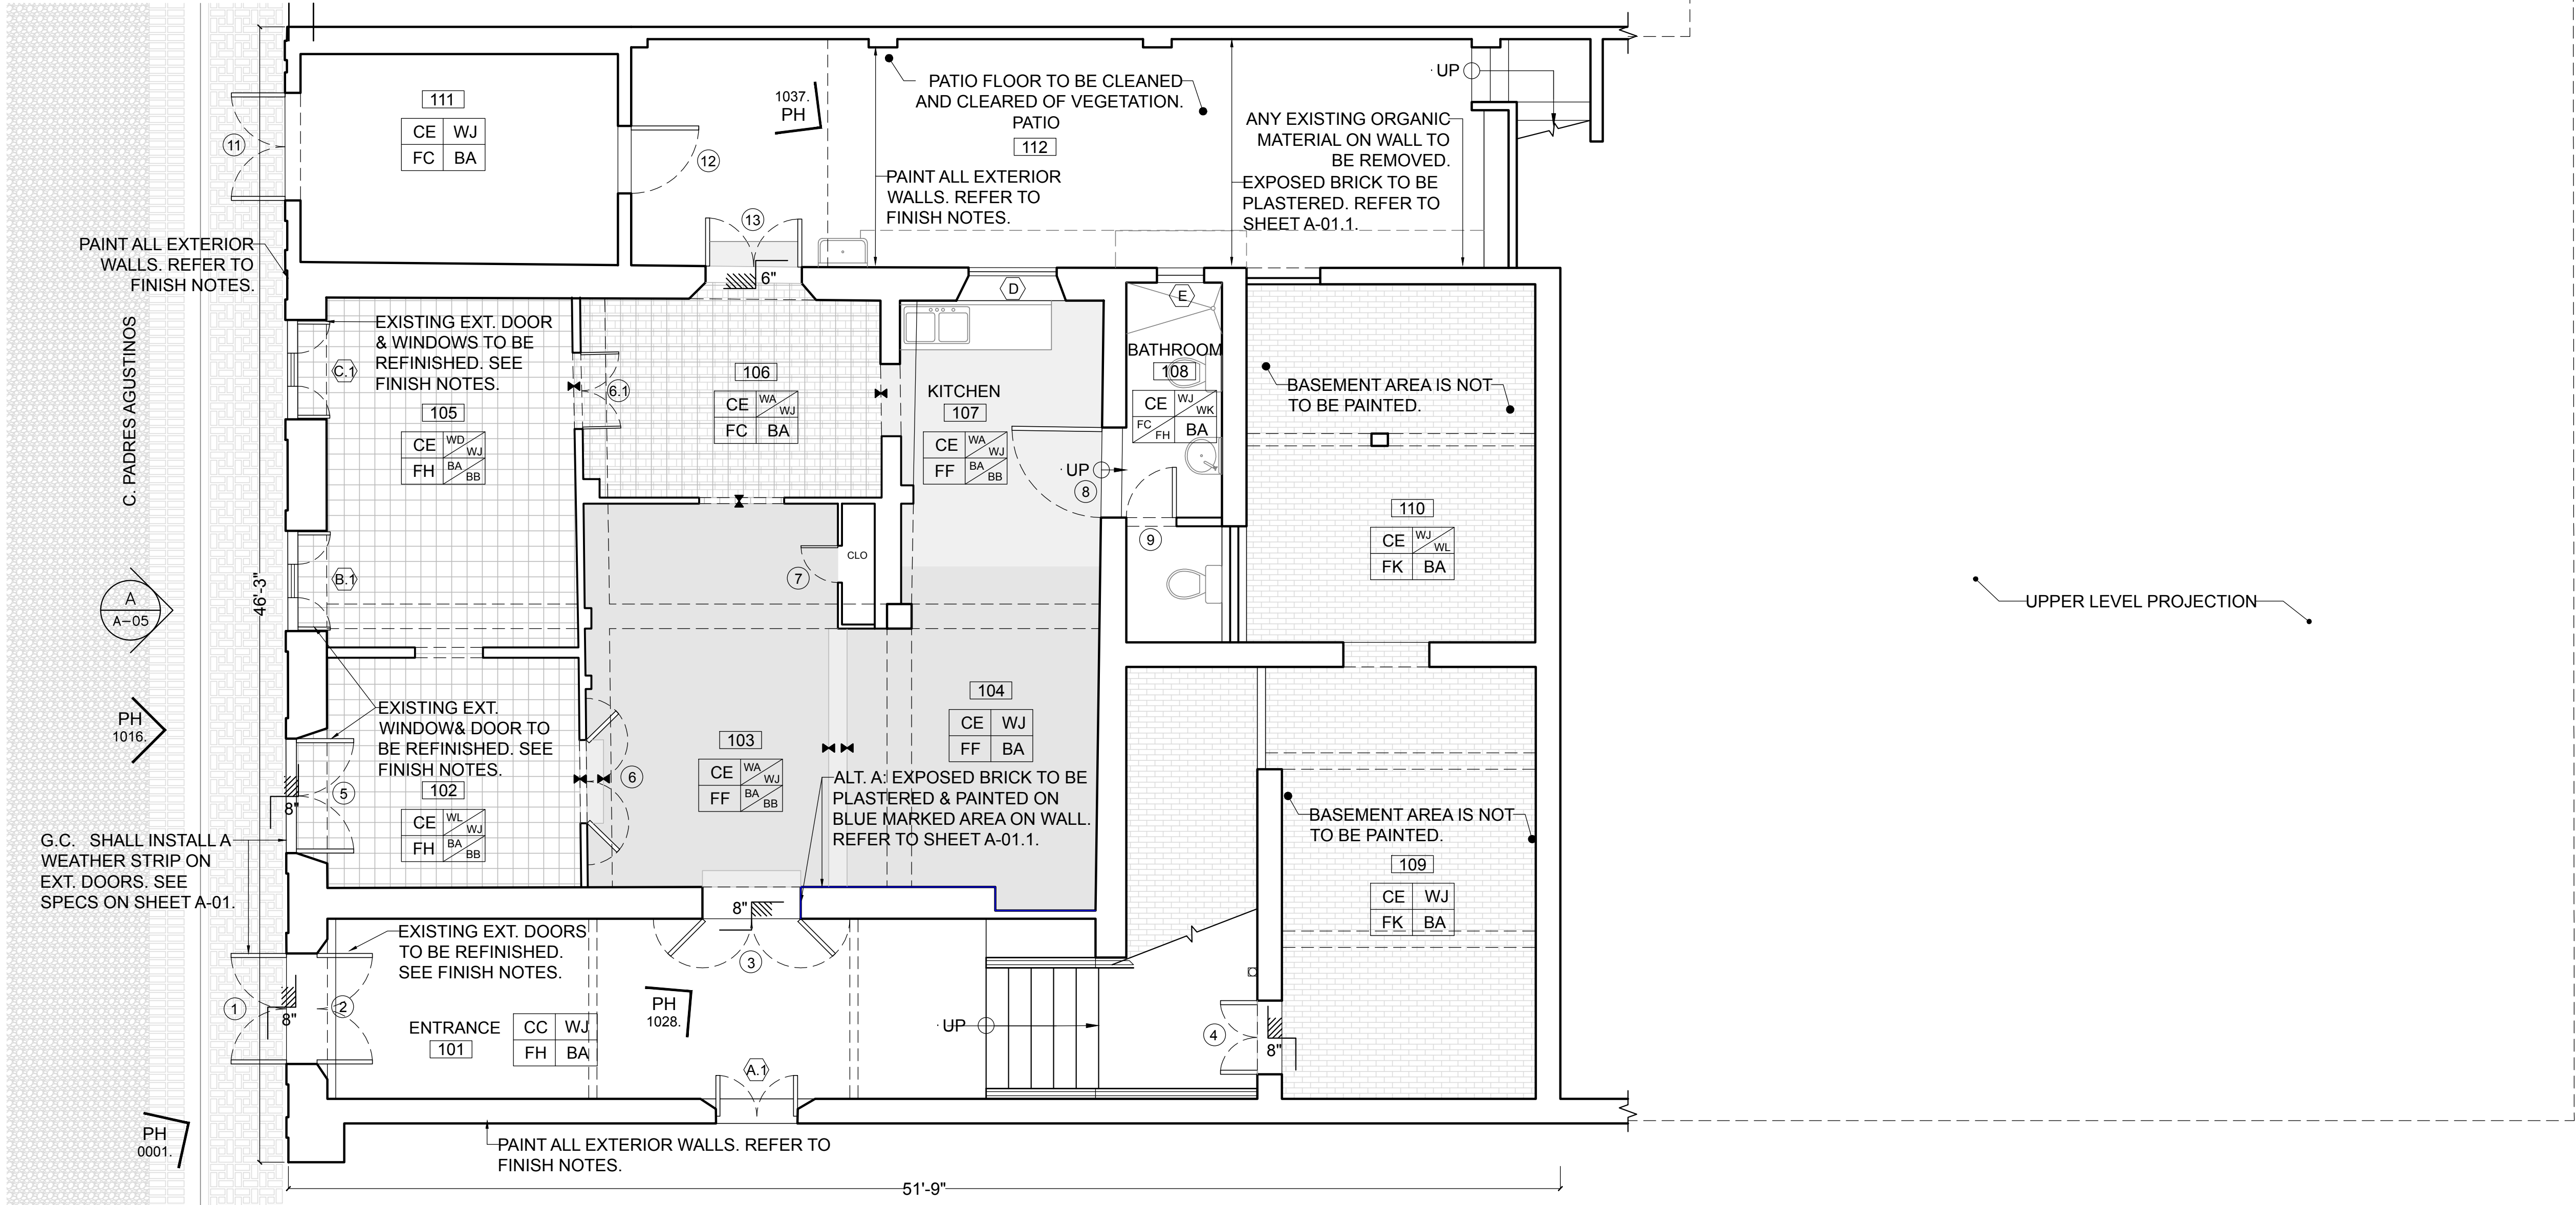 UP
1037.
PH
PATIO FLOOR TO BE CLEANED
AND CLEARED OF VEGETATION.
PATIO
112
111
CE WJ
FC BA
11
12
13
6"
ANY EXISTING ORGANIC
MATERIAL ON WALL TO
BE REMOVED.
EXPOSED BRICK TO BE
PLASTERED. REFER TO
SHEET A-01.1.
PAINT ALL EXTERIOR
WALLS. REFER TO
FINISH NOTES.
PAINT ALL EXTERIOR
WALLS. REFER TO
FINISH NOTES.
C. PADRES AGUSTINOS
EXISTING EXT. DOOR
& WINDOWS TO BE
REFINISHED. SEE
FINISH NOTES.
C.1
105
CE WD WJ
FH BA BB
B.1
6.1
106
CE WA WJ
FC BA
D
KITCHEN
107
CE WA WJ
FF BA BB
UP
8
E
BATHROOM
108
CE WJ WK
FC FH BA
9
BASEMENT AREA IS NOT
TO BE PAINTED.
110
CE WJ WL
FK BA
CLO
7
46'-3"
A
A-05
UPPER LEVEL PROJECTION
PH
1016.
EXISTING EXT.
WINDOW& DOOR TO
BE REFINISHED. SEE
FINISH NOTES.
102
CE WL WJ
FH BA BB
5
8"
6
103
CE WA WJ
FF BA BB
104
CE WJ
FF BA
ALT. A: EXPOSED BRICK TO BE
PLASTERED & PAINTED ON
BLUE MARKED AREA ON WALL.
REFER TO SHEET A-01.1.
BASEMENT AREA IS NOT
TO BE PAINTED.
109
CE WJ
FK BA
G.C. SHALL INSTALL A
WEATHER STRIP ON
EXT. DOORS. SEE
SPECS ON SHEET A-01.
EXISTING EXT. DOORS
TO BE REFINISHED.
SEE FINISH NOTES.
8"
3
1
8"
2
ENTRANCE
101
CC WJ
FH BA
PH
1028.
UP
4
8"
A.1
PH
0001.
PAINT ALL EXTERIOR WALLS. REFER TO
FINISH NOTES.
51'-9"